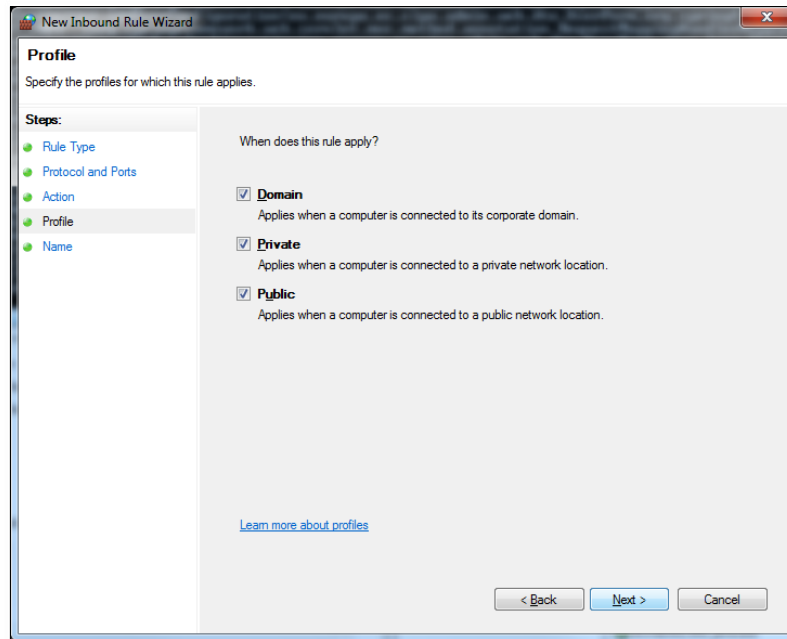 New Inbound Rule Wizard
Profile
Specify the profiles for which this rule applies.
Steps:
Rule Type
Protocol and Ports
Action
Profile
Name
When does this rule apply?
Domain
Applies when a computer is connected to its corporate domain.
Private
Applies when a computer is connected to a private network location.
Public
Applies when a computer is connected to a public network location.
Learn more about profiles
< Back
Next >
Cancel